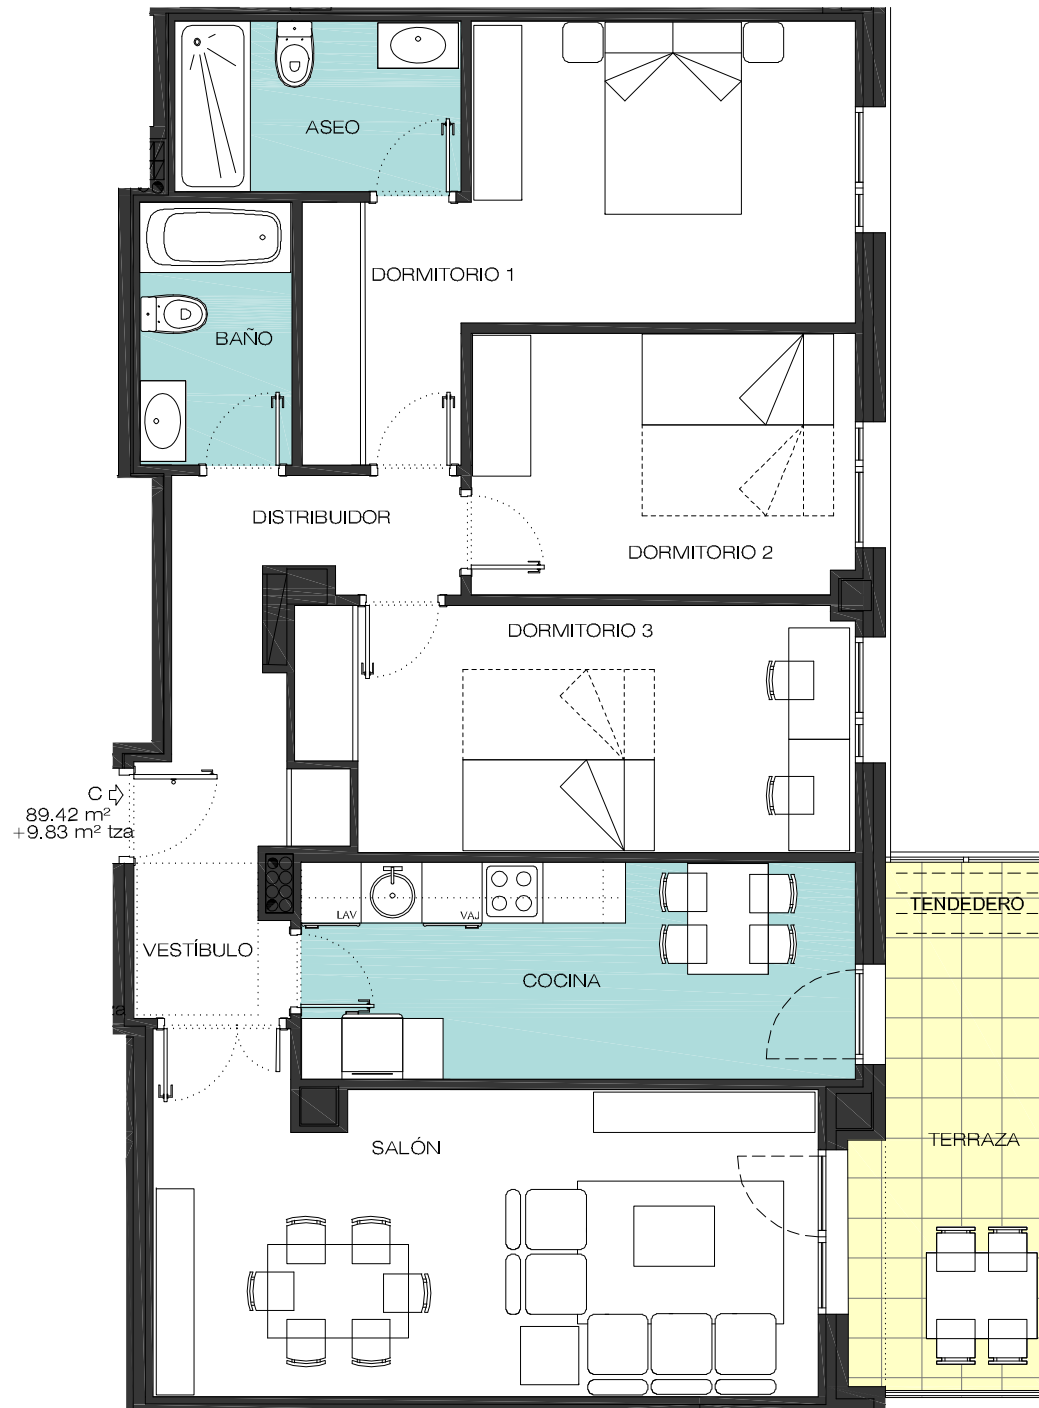 ASEO
DORMITORIO 1
BAÑO
DISTRIBUIDOR
DORMITORIO 2
DORMITORIO 3
C
89.42 m²
+9.83 m² tza
TENDEDERO
LAV
VAJ
VESTÍBULO
COCINA
za
TERRAZA
SALÓN